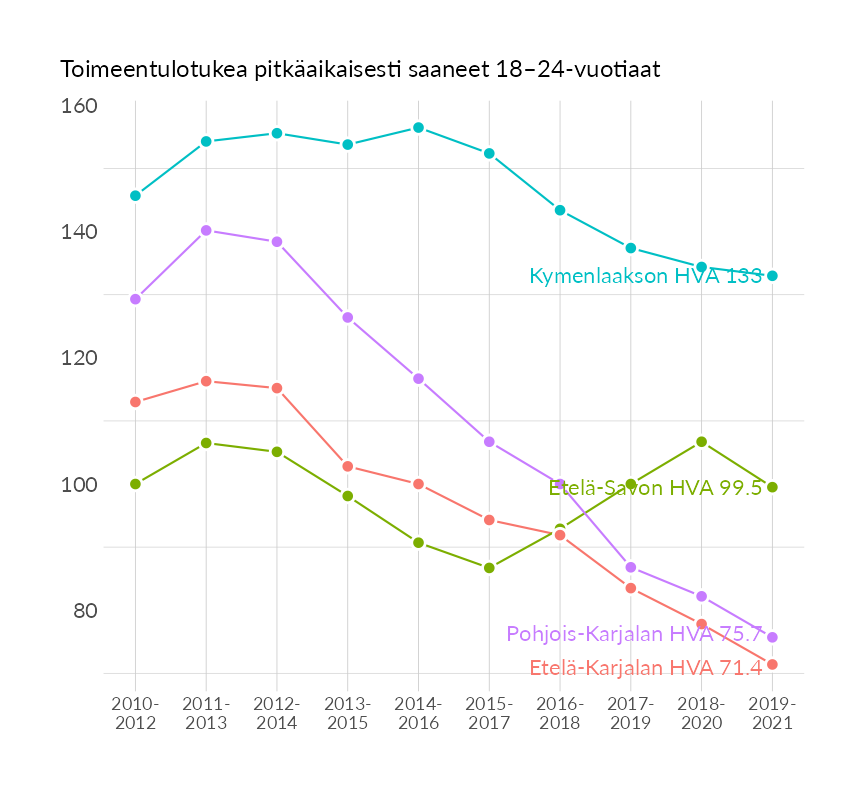 Toimeentulotukea pitkäaikaisesti saaneet 18–24-vuotiaat
160
140
120
100
80
Kymenlaakson HVA 133
Etelä-Savon HVA 99.5
Pohjois-Karjalan HVA 75.7
Etelä-Karjalan HVA 71.4
2010- 2011- 2012- 2013- 2014- 2015- 2016- 2017- 2018- 2019-
2012 2013 2014 2015 2016 2017 2018 2019 2020 2021